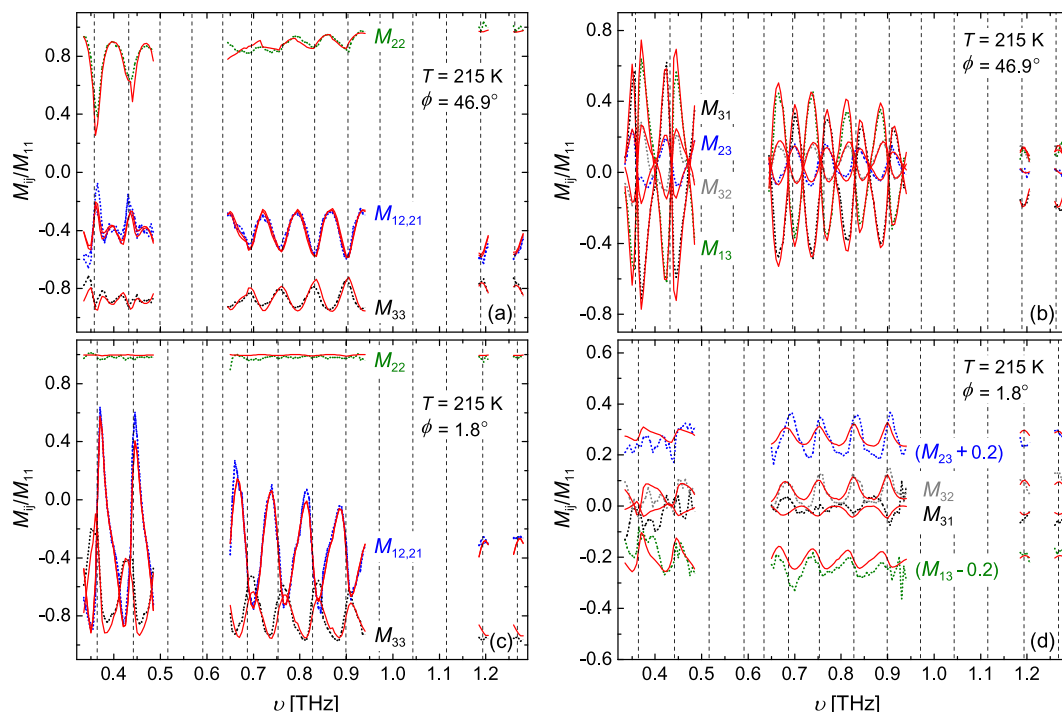 M22
T = 215 K
ϕ = 46.9°
M12,21
M33
(a)
Mij/M11
0.8
0.4
0.0
-0.4
-0.8
T = 215 K
ϕ = 46.9°
M31
M23
M32
M13
(b)
Mij/M11
0.8
0.4
0.0
-0.4
-0.8
M22
T = 215 K
ϕ = 1.8°
M12,21
M33
(c)
Mij/M11
0.8
0.4
0.0
-0.4
-0.8
0.4 0.5 0.6 0.7 0.8 0.9 1.0 1.1 1.2
υ [THz]
T = 215 K
ϕ = 1.8°
(M23 + 0.2)
M32
M31
(M13 − 0.2)
(d)
Mij/M11
0.6
0.4
0.2
0.0
-0.2
-0.4
-0.6
0.4 0.5 0.6 0.7 0.8 0.9 1.0 1.1 1.2
υ [THz]